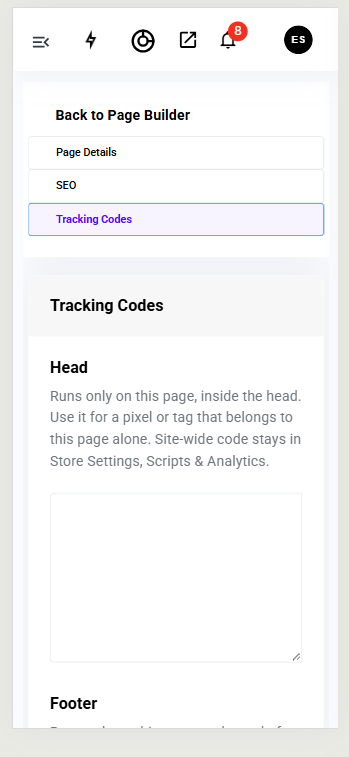 8
ES
Back to Page Builder
Page Details
SEO
Tracking Codes
Tracking Codes
Head
Runs only on this page, inside the head.
Use it for a pixel or tag that belongs to
this page alone. Site-wide code stays in
Store Settings, Scripts & Analytics.
Footer